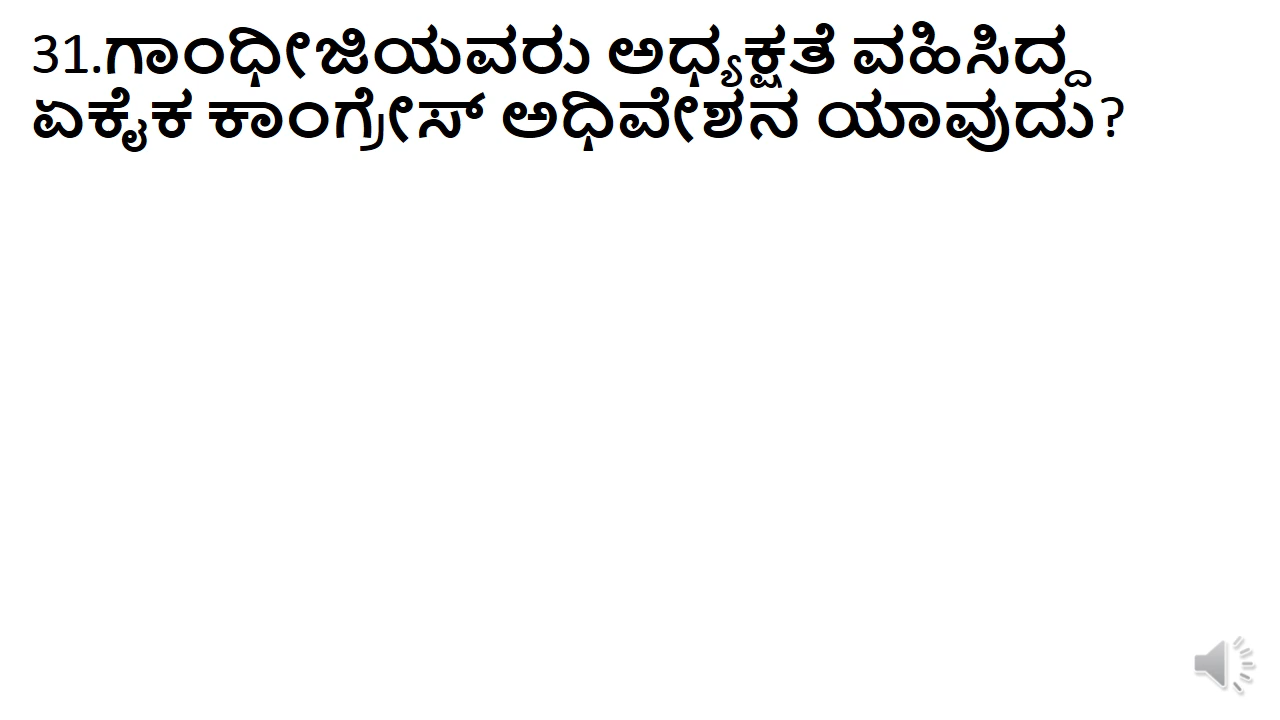 31.ಗಾಂಧೀಜಿಯವರು ಅಧ್ಯಕ್ಷತೆ ವಹಿಸಿದ್ದ
ಏಕೈಕ ಕಾಂಗ್ರೇಸ್ ಅಧಿವೇಶನ ಯಾವುದು?